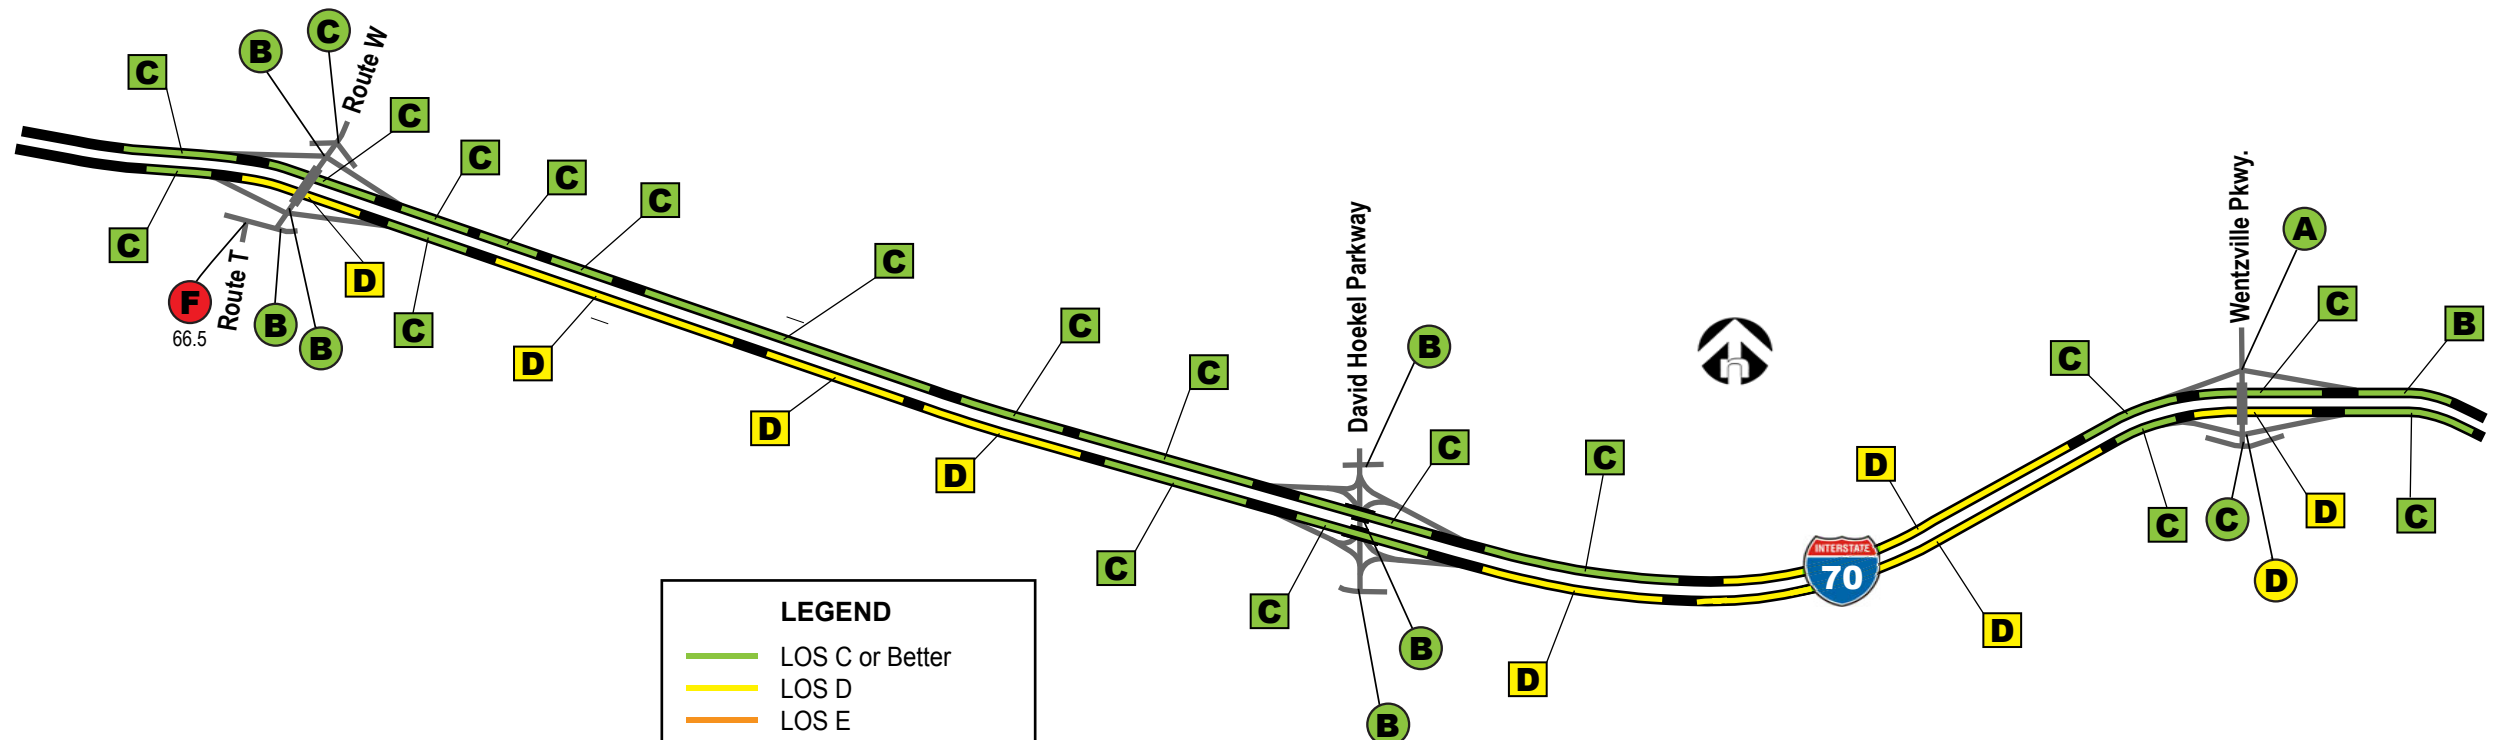 C
B
C
Route W
C
C
C
C
C
D
C
F
66.5
Route T
B
B
C
D
D
C
C
D
C
David Hoekel Parkway
B
C
C
C
C
D
B
B
D
INTERSTATE
70
D
Wentzville Pkwy.
A
C
C
B
C
C
D
C
D
LEGEND
LOS C or Better
LOS D
LOS E
n